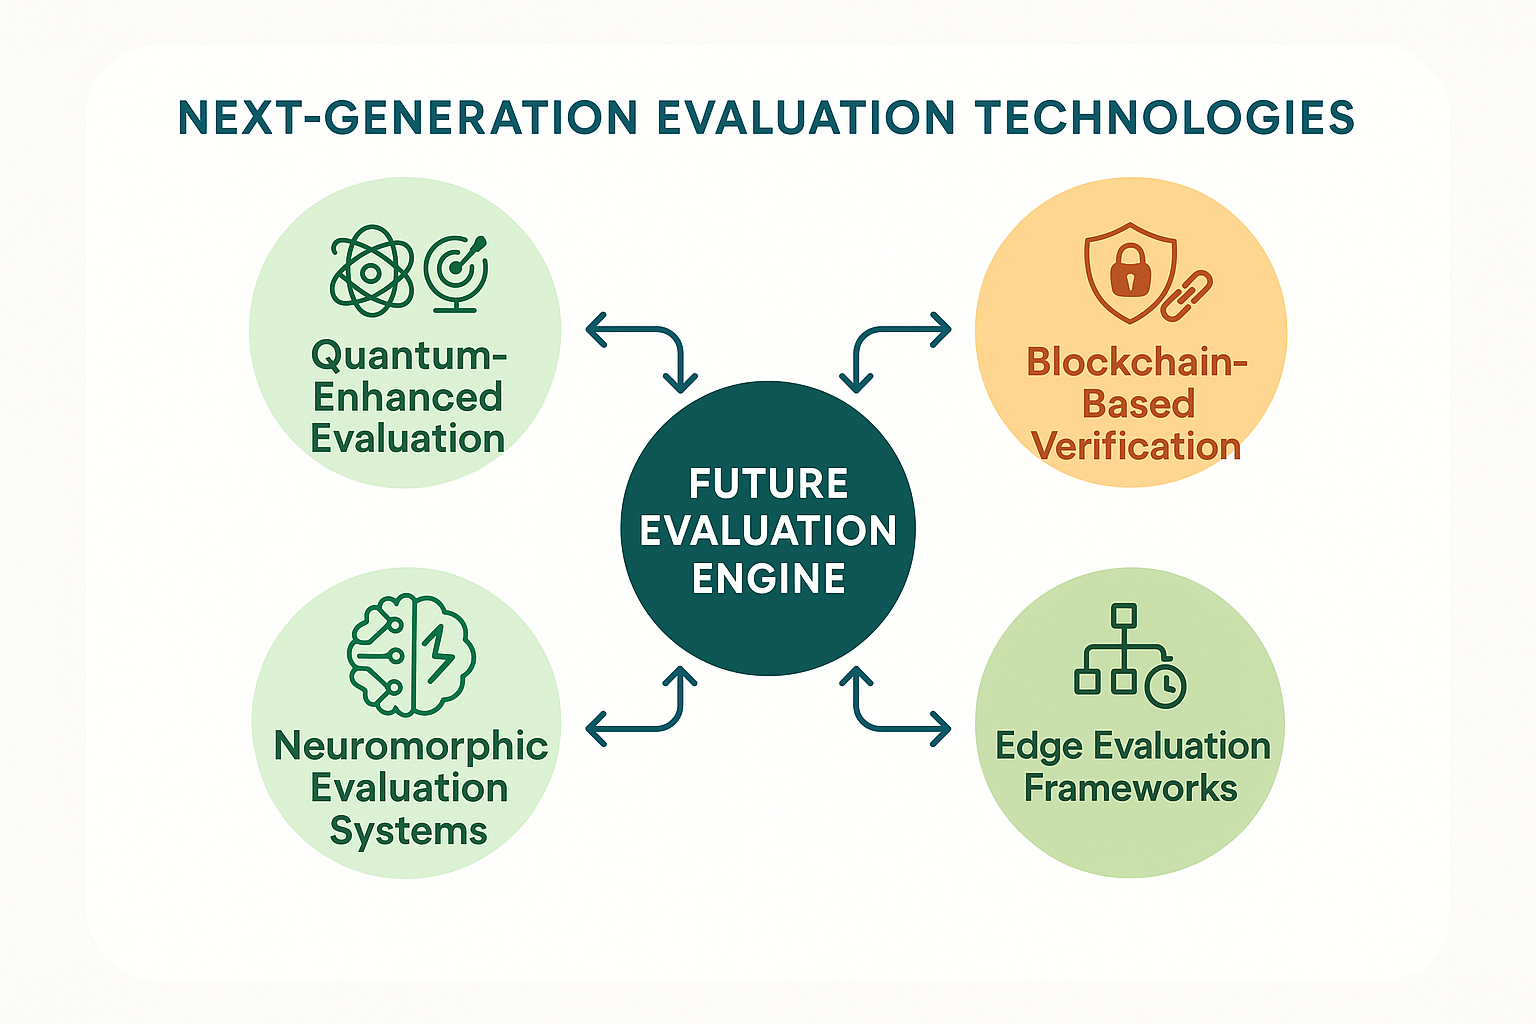 NEXT-GENERATION EVALUATION TECHNOLOGIES
Quantum-
Enhanced
Evaluation
Blockchain-
Based
Verification
FUTURE
EVALUATION
ENGINE
Neuromorphic
Evaluation
Systems
Edge Evaluation
Frameworks